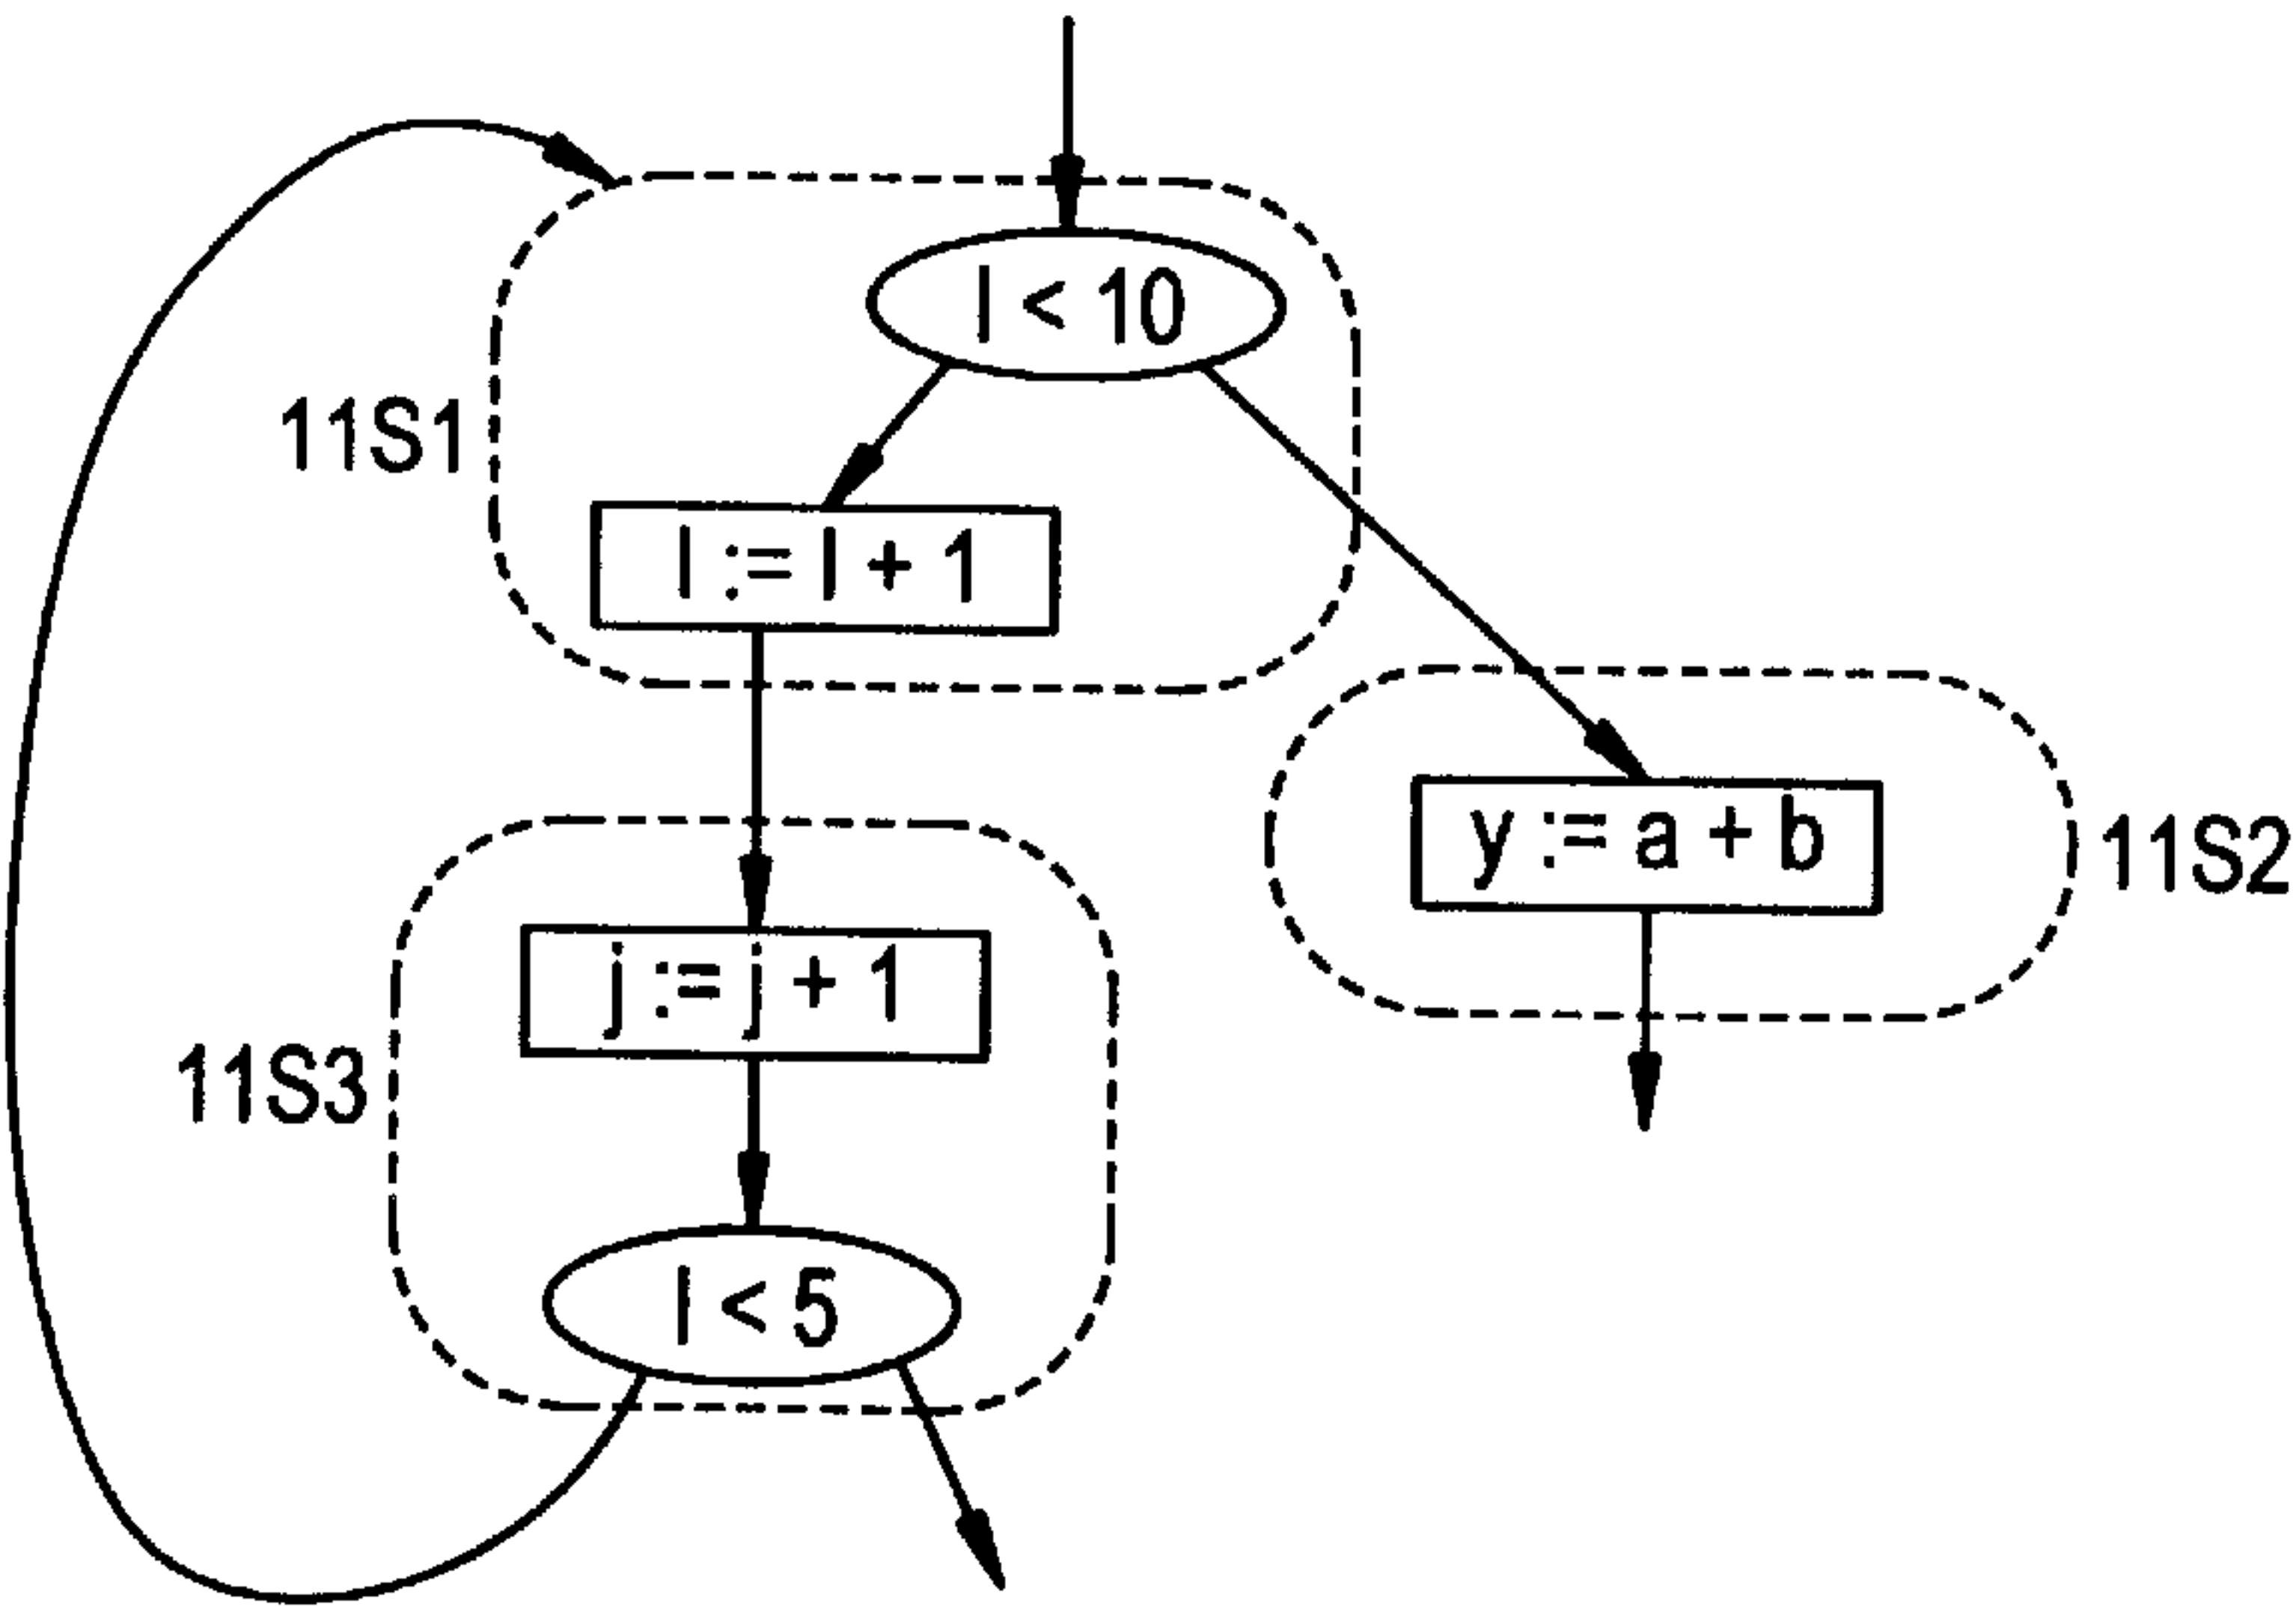 I < 10
11S1
I := I + 1
y := a + b
11S2
j := j + 1
11S3
I < 5